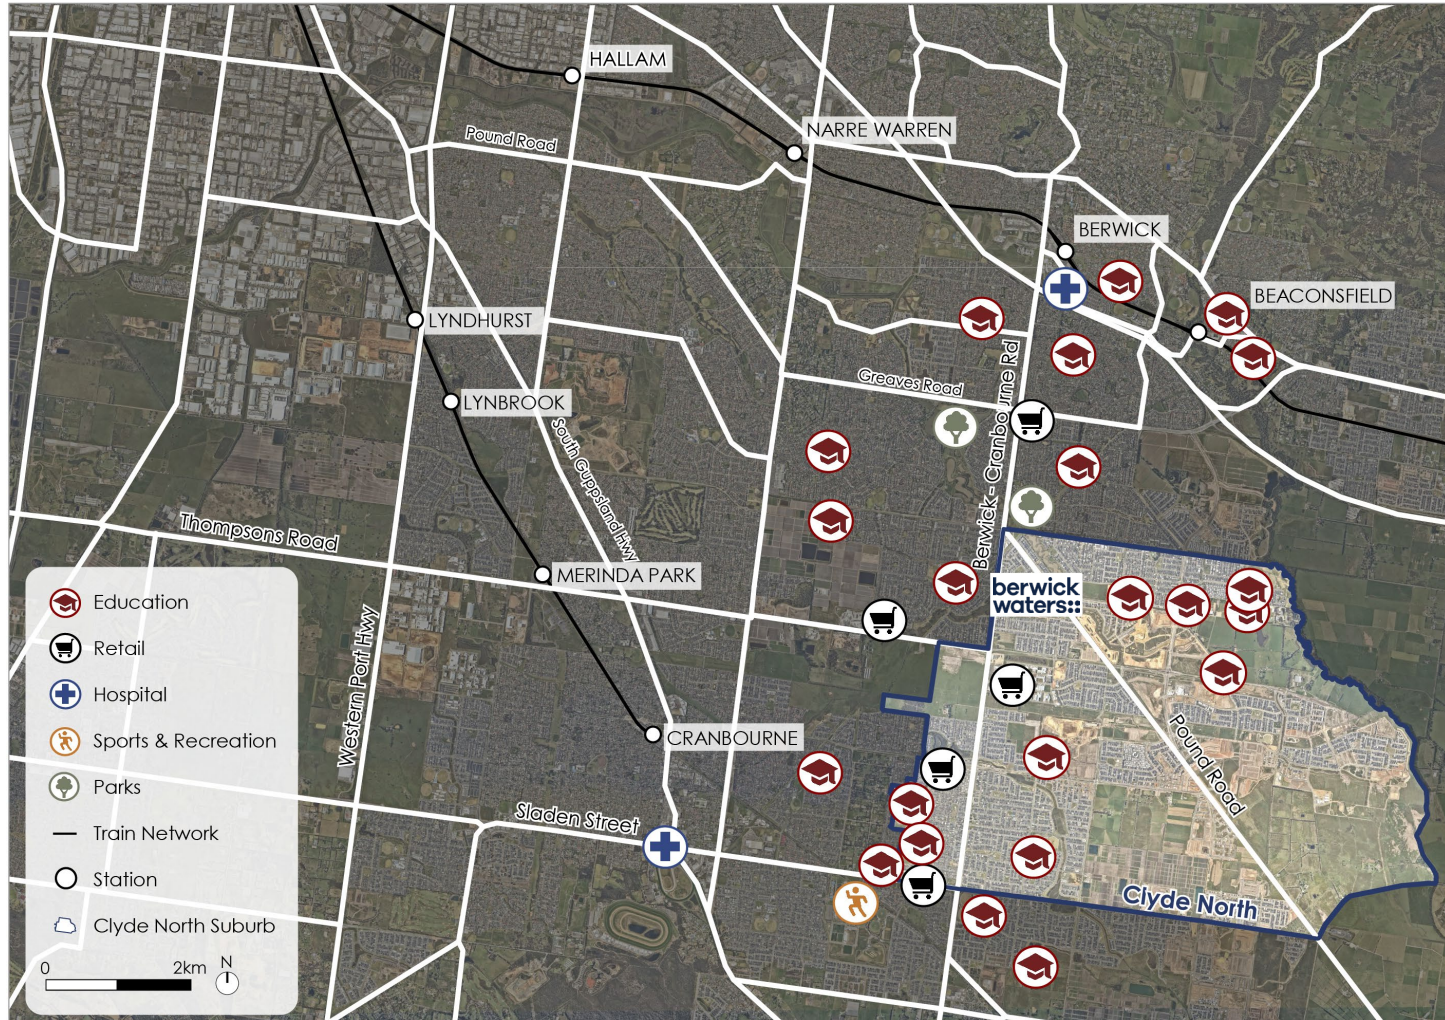 HALLAM
Pound Road
NARRE WARREN
BERWICK
BEACONSFIELD
LYNDHURST
Berwick - Cranbourne Rd
Greaves Road
LYNBROOK
South Guppsland Hwy
Thompsons Road
MERINDA PARK
berwick
waters
Western Port Hwy
CRANBOURNE
Pound Road
Sladen Street
Clyde North
Education
Retail
Hospital
Sports & Recreation
Parks
Train Network
Station
Clyde North Suburb
0 2km N